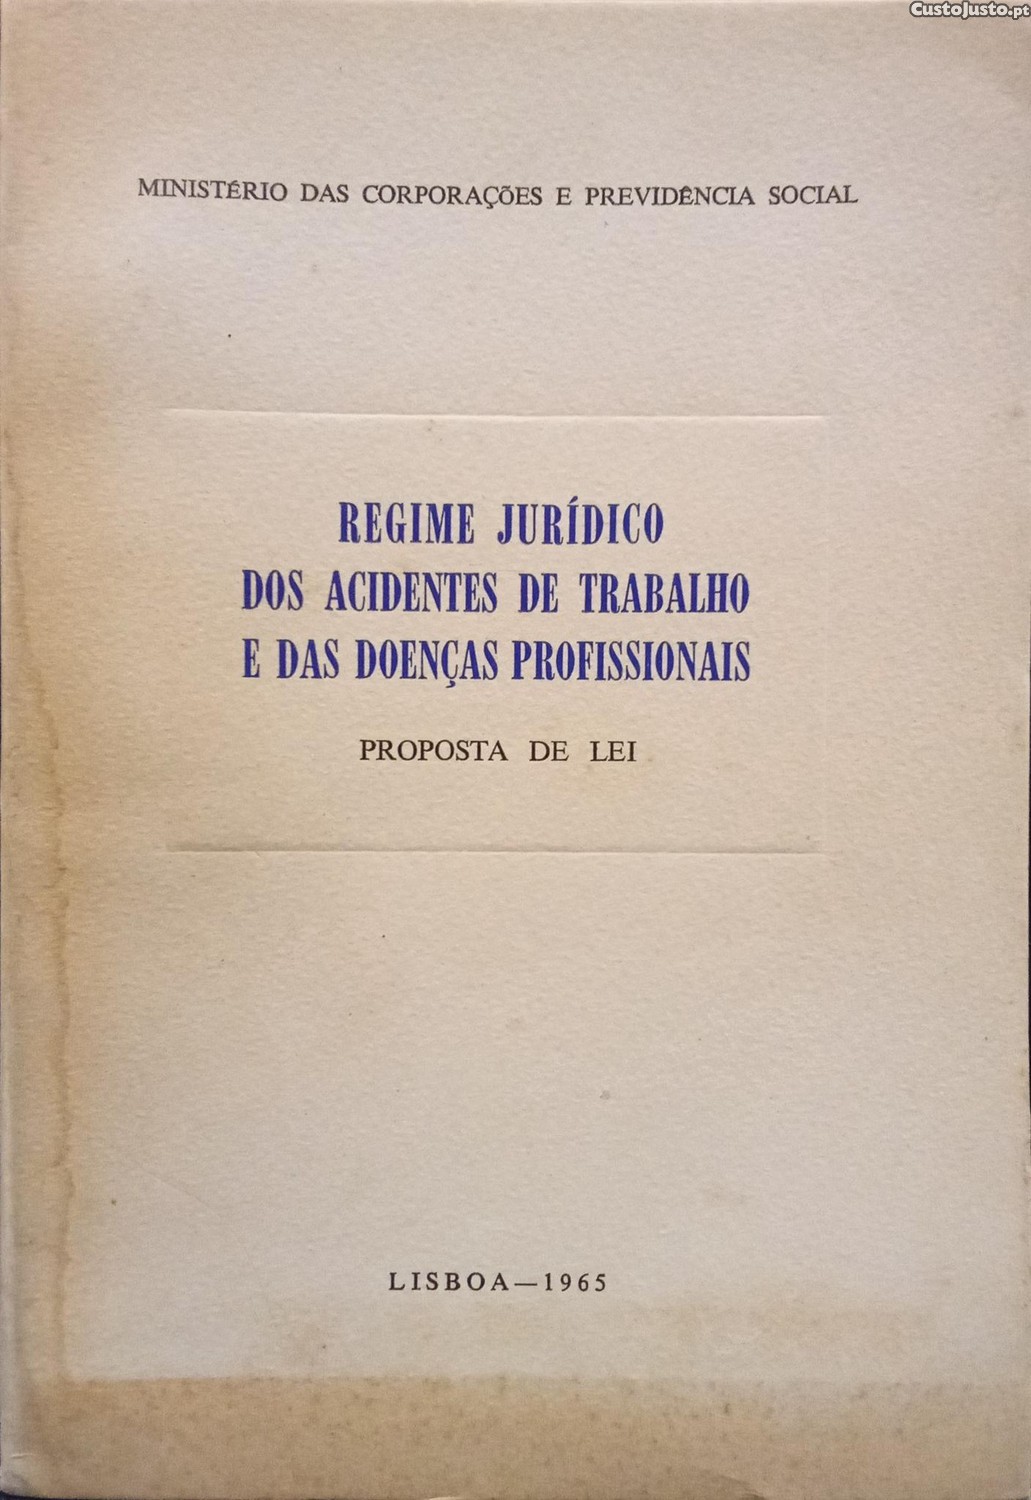 CustoJusto.pt
MINISTÉRIO DAS CORPORAÇÕES E PREVIDÊNCIA SOCIAL
REGIME JURÍDICO
DOS ACIDENTES DE TRABALHO
E DAS DOENÇAS PROFISSIONAIS
PROPOSTA DE LEI
LISBOA—1965